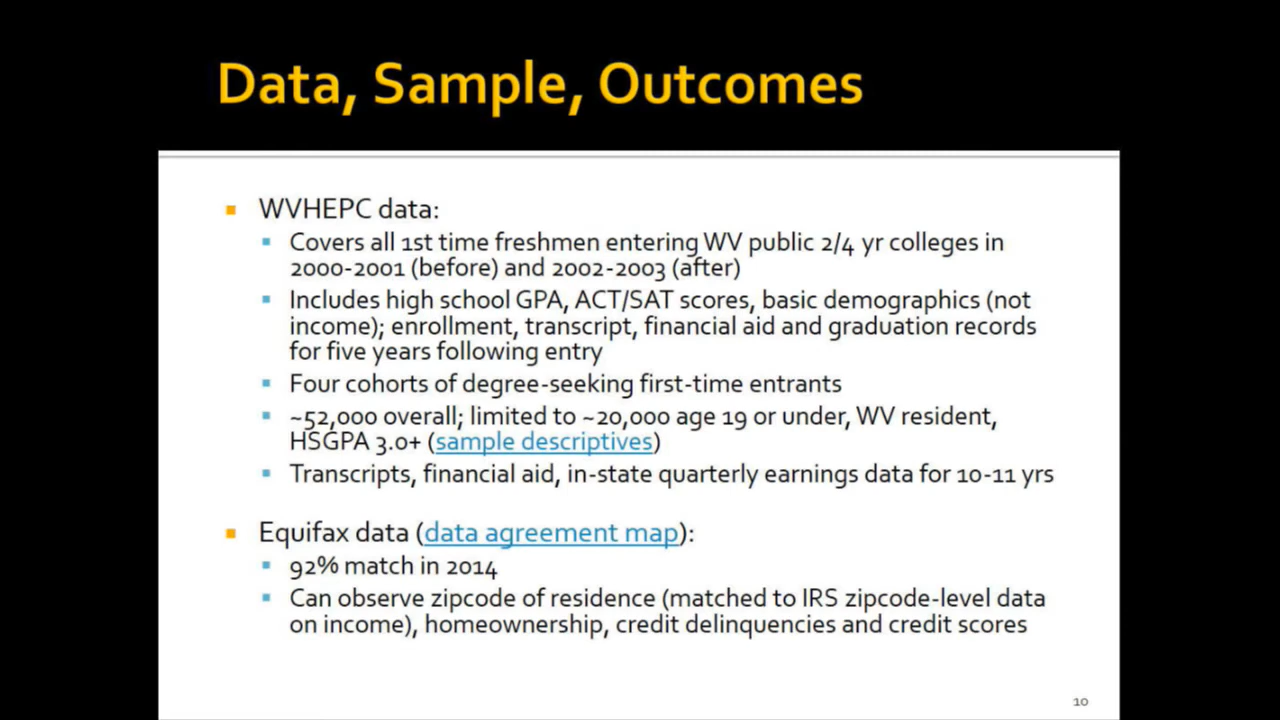 Data, Sample, Outcomes
WVHEPC data:
Covers all 1st time freshmen entering WV public 2/4 yr colleges in
2000-2001 (before) and 2002-2003 (after)
Includes high school GPA, ACT/SAT scores, basic demographics (not
income); enrollment, transcript, financial aid and graduation records
for five years following entry
Four cohorts of degree-seeking first-time entrants
~52,000 overall; limited to ~20,000 age 19 or under, WV resident,
HSGPA 3.0+ (sample descriptives)
Transcripts, financial aid, in-state quarterly earnings data for 10-11 yrs
Equifax data (data agreement map):
92% match in 2014
Can observe zipcode of residence (matched to IRS zipcode-level data
on income), homeownership, credit delinquencies and credit scores
10